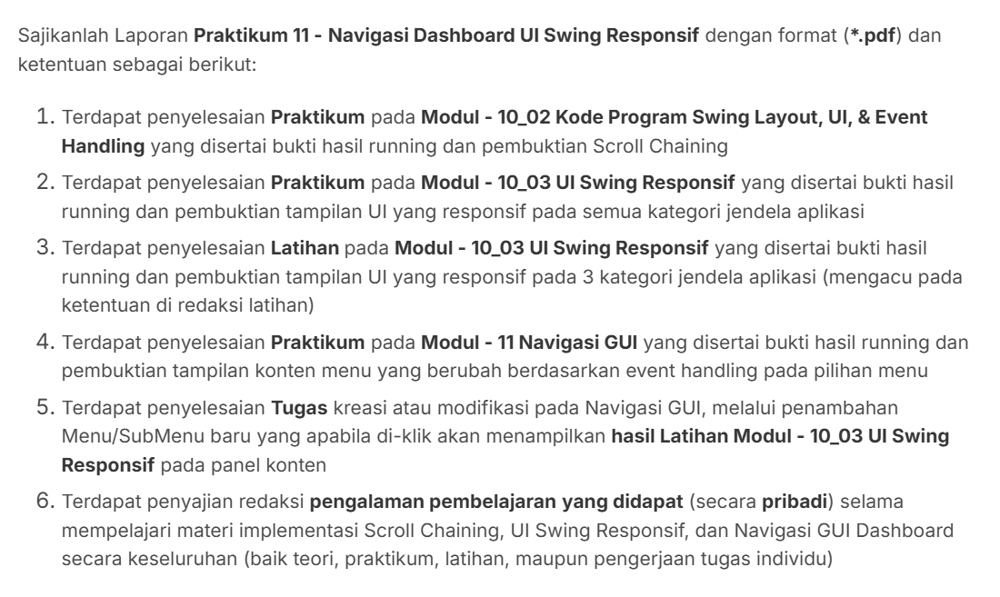 Sajikanlah Laporan Praktikum 11 - Navigasi Dashboard UI Swing Responsif dengan format (*.pdf) dan
ketentuan sebagai berikut:
1. Terdapat penyelesaian Praktikum pada Modul - 10_02 Kode Program Swing Layout, UI, & Event
Handling yang disertai bukti hasil running dan pembuktian Scroll Chaining
2. Terdapat penyelesaian Praktikum pada Modul - 10_03 UI Swing Responsif yang disertai bukti hasil
running dan pembuktian tampilan UI yang responsif pada semua kategori jendela aplikasi
3. Terdapat penyelesaian Latihan pada Modul - 10_03 UI Swing Responsif yang disertai bukti hasil
running dan pembuktian tampilan UI yang responsif pada 3 kategori jendela aplikasi (mengacu pada
ketentuan di redaksi latihan)
4. Terdapat penyelesaian Praktikum pada Modul - 11 Navigasi GUI yang disertai bukti hasil running dan
pembuktian tampilan konten menu yang berubah berdasarkan event handling pada pilihan menu
5. Terdapat penyelesaian Tugas kreasi atau modifikasi pada Navigasi GUI, melalui penambahan
Menu/SubMenu baru yang apabila di-klik akan menampilkan hasil Latihan Modul - 10_03 UI Swing
Responsif pada panel konten
6. Terdapat penyajian redaksi pengalaman pembelajaran yang didapat (secara pribadi) selama
mempelajari materi implementasi Scroll Chaining, UI Swing Responsif, dan Navigasi GUI Dashboard
secara keseluruhan (baik teori, praktikum, latihan, maupun pengerjaan tugas individu)